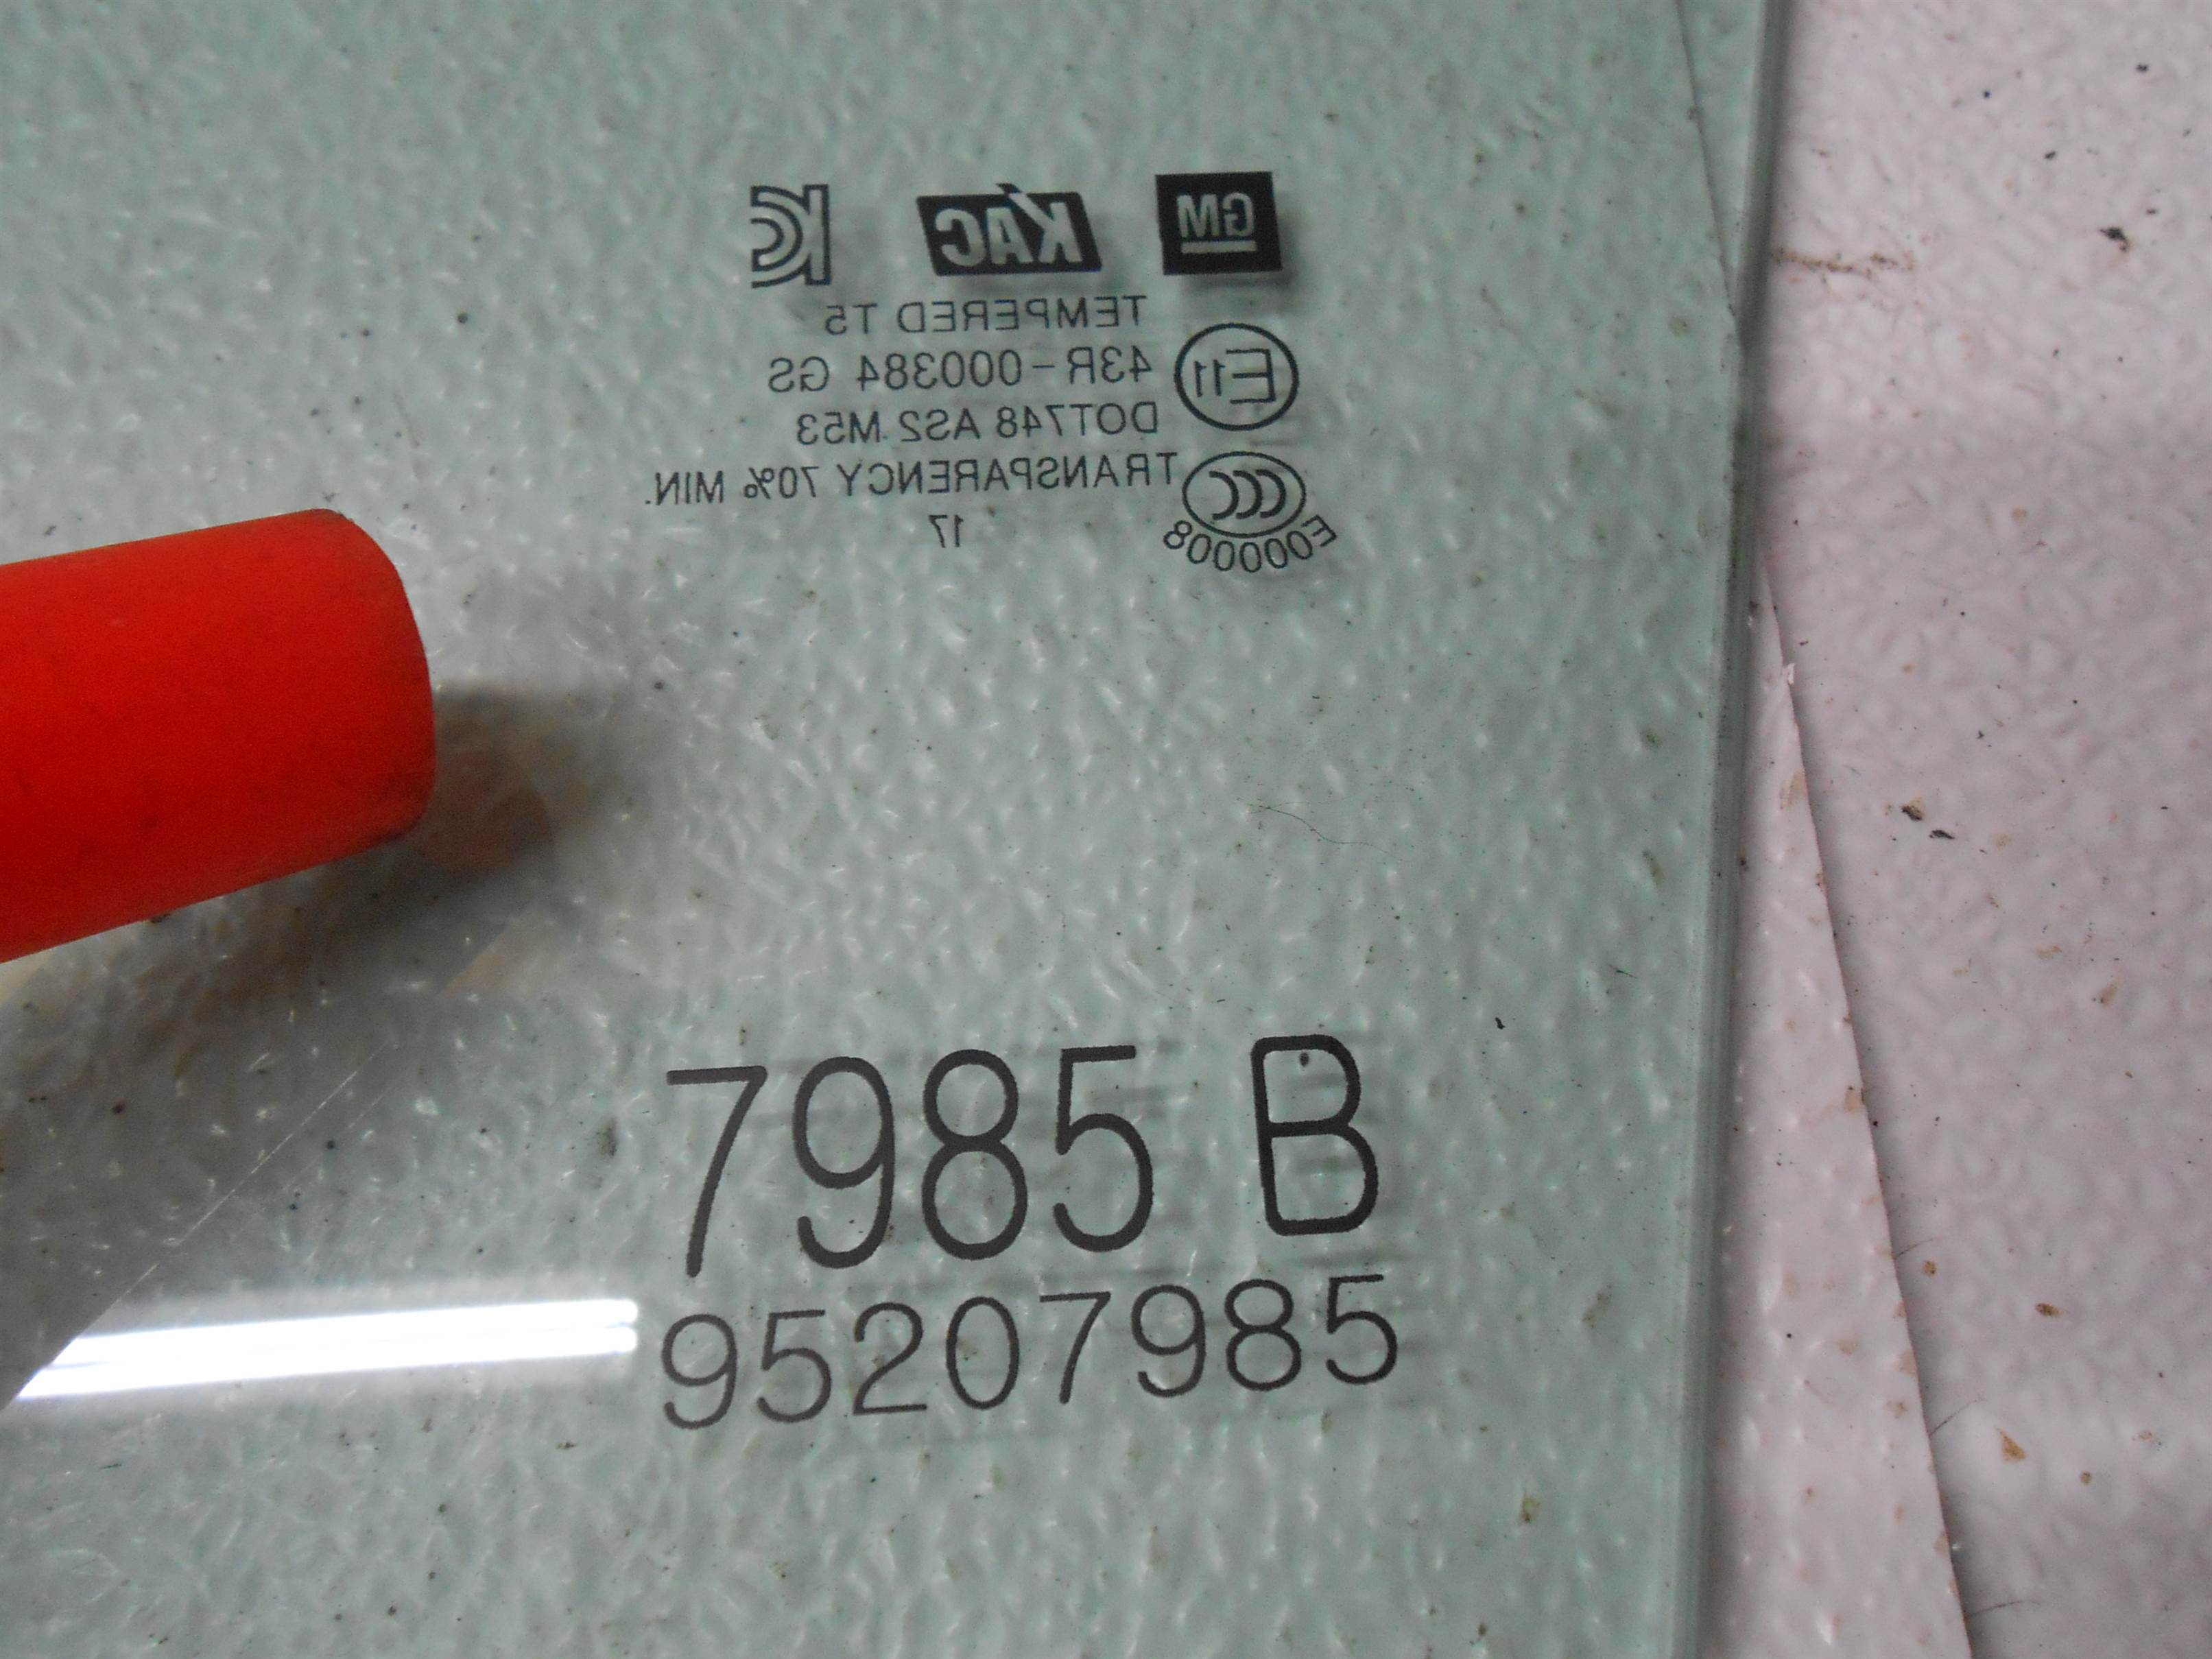 GM KAC
TEMPERED T5
E11 43R-000384 GS
DOT748 AS2 M53
CCC TRANSPARENCY 70% MIN.
E000008 17
7985 B
95207985